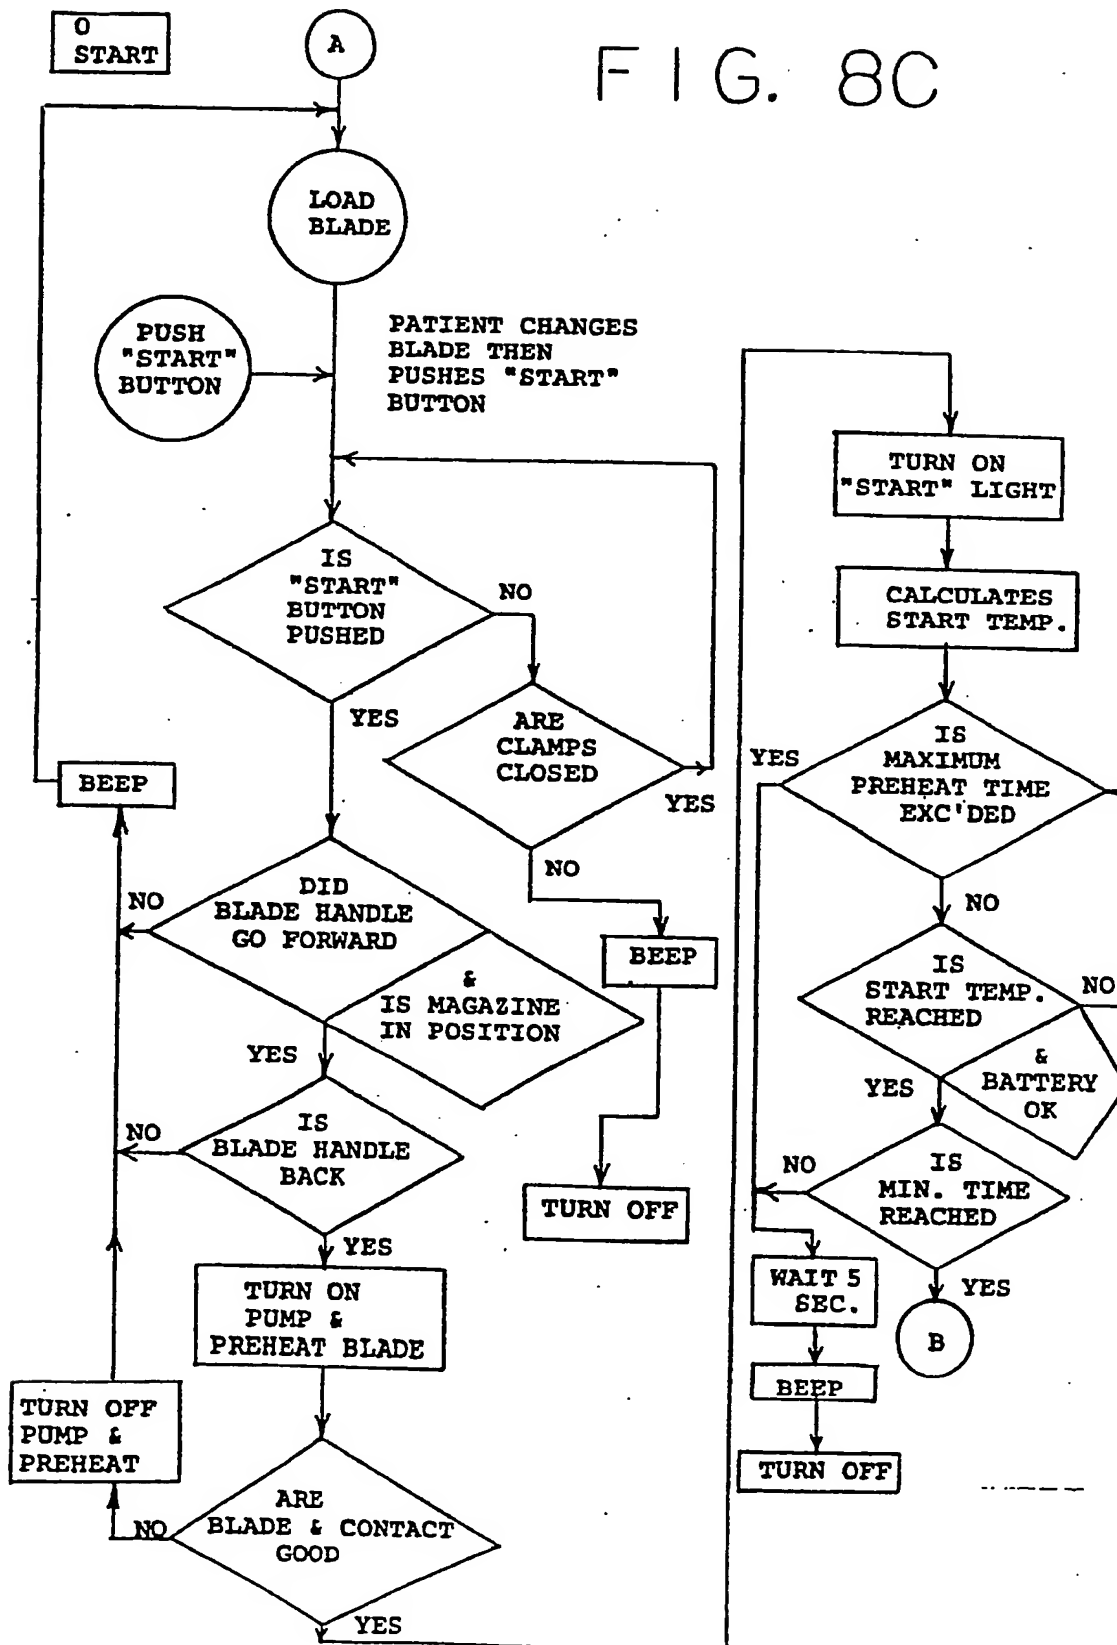 0
START
A
FIG. 8C
LOAD
BLADE
PUSH
"START"
BUTTON
PATIENT CHANGES
BLADE THEN
PUSHES "START"
BUTTON
IS
"START"
BUTTON
PUSHED
NO
YES
ARE
CLAMPS
CLOSED
YES
NO
BEEP
TURN OFF
BEEP
DID
BLADE HANDLE
GO FORWARD
NO
&
IS MAGAZINE
IN POSITION
YES
IS
BLADE HANDLE
BACK
NO
YES
TURN ON
PUMP &
PREHEAT BLADE
TURN OFF
PUMP &
PREHEAT
ARE
BLADE & CONTACT
GOOD
NO
YES
TURN ON
"START" LIGHT
CALCULATES
START TEMP.
IS
MAXIMUM
PREHEAT TIME
EXC'DED
YES
NO
IS
START TEMP.
REACHED
NO
&
BATTERY
OK
YES
IS
MIN. TIME
REACHED
NO
YES
WAIT 5
SEC.
B
BEEP
TURN OFF